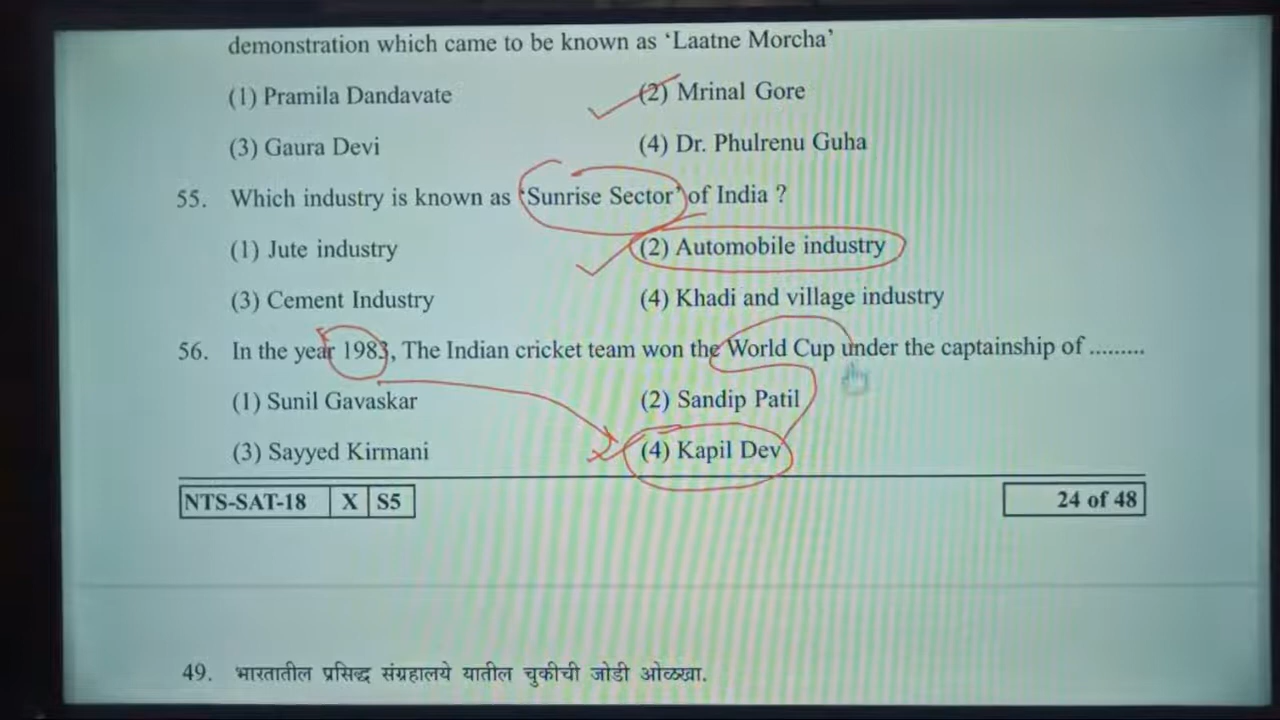 demonstration which came to be known as ‘Laatne Morcha’
(1) Pramila Dandavate (2) Mrinal Gore
(3) Gaura Devi (4) Dr. Phulrenu Guha
55. Which industry is known as ‘Sunrise Sector’ of India ?
(1) Jute industry (2) Automobile industry
(3) Cement Industry (4) Khadi and village industry
56. In the year 1983, The Indian cricket team won the World Cup under the captainship of .........
(1) Sunil Gavaskar (2) Sandip Patil
(3) Sayyed Kirmani (4) Kapil Dev
NTS-SAT-18 X S5 24 of 48
49. भारतातील प्रसिद्ध संग्रहालये यातील चुकीची जोडी ओळखा.